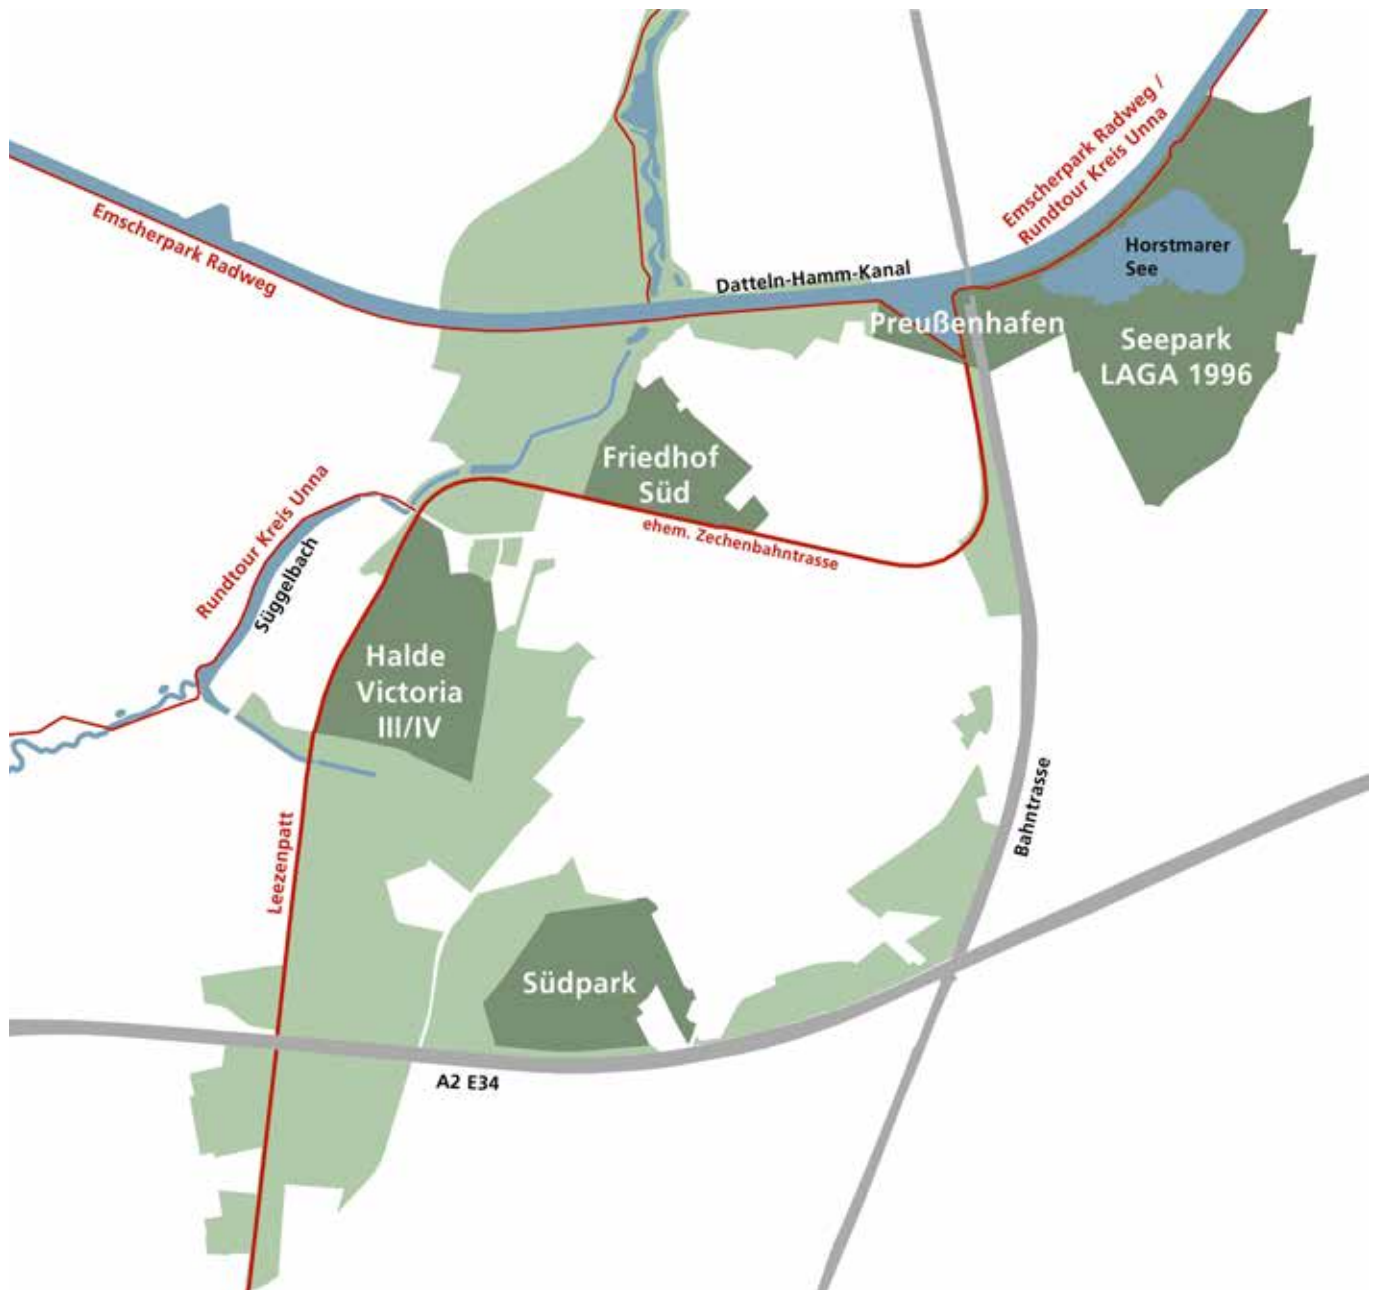 Emscherpark Radweg /
Rundtour Kreis Unna
Emscherpark Radweg
Horstmarer
See
Datteln-Hamm-Kanal
Preußenhafen
Seepark
LAGA 1996
Friedhof
Süd
Rundtour Kreis Unna
ehem. Zechenbahntrasse
Süggelbach
Halde
Victoria
III/IV
Bahntrasse
Leezenpatt
Südpark
A2 E34